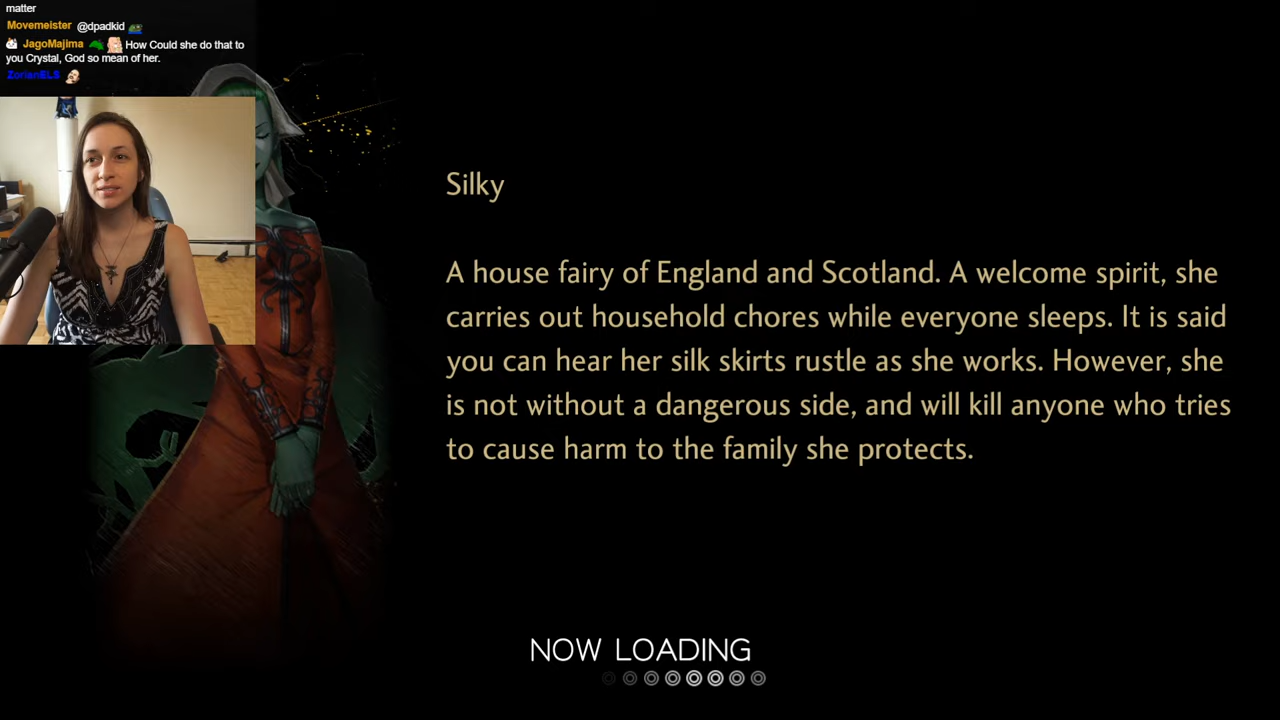 matter
Movemeister @dpadkid
JagoMajima How Could she do that to
you Crystal, God so mean of her.
ZorianELS
Silky
A house fairy of England and Scotland. A welcome spirit, she
carries out household chores while everyone sleeps. It is said
you can hear her silk skirts rustle as she works. However, she
is not without a dangerous side, and will kill anyone who tries
to cause harm to the family she protects.
NOW LOADING